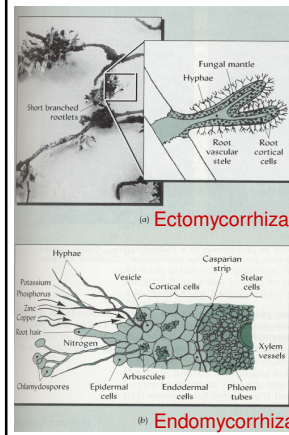 Fungal mantle
Hyphae
Short branched
rootlets
Root
vascular
stele
Root
cortical
cells
(a) Ectomycorrhiza
Hyphae
Potassium
Phosphorus
Zinc
Copper
Root hair
Nitrogen
Chlamydospores
Vesicle
Cortical cells
Casparian
strip
Stelar
cells
Xylem
vessels
Arbuscules
Epidermal
cells
Endodermal
cells
Phloem
tubes
(b) Endomycorrhiza